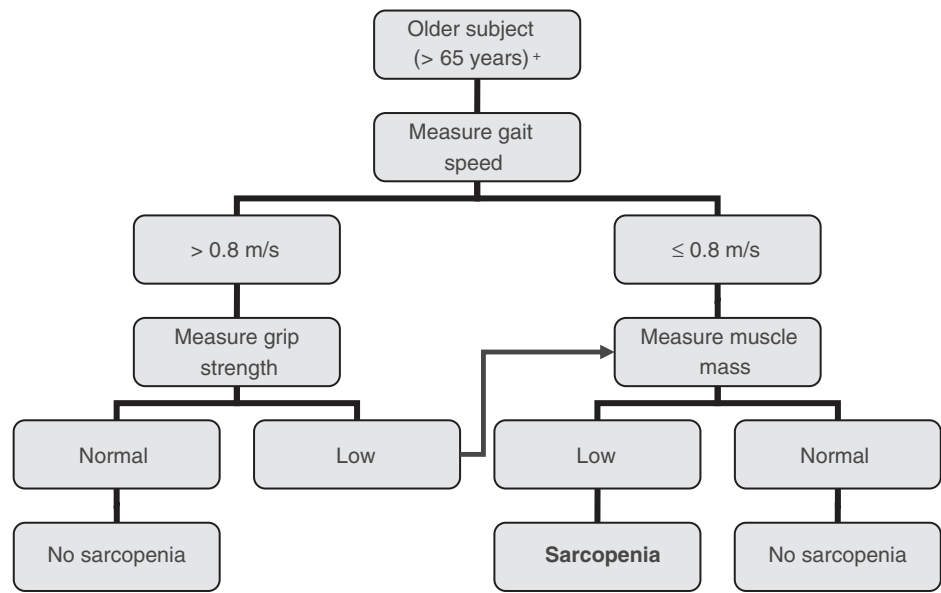 Older subject
(> 65 years) +
Measure gait
speed
> 0.8 m/s
≤ 0.8 m/s
Measure grip
strength
Measure muscle
mass
Normal
Low
Low
Normal
No sarcopenia
Sarcopenia
No sarcopenia